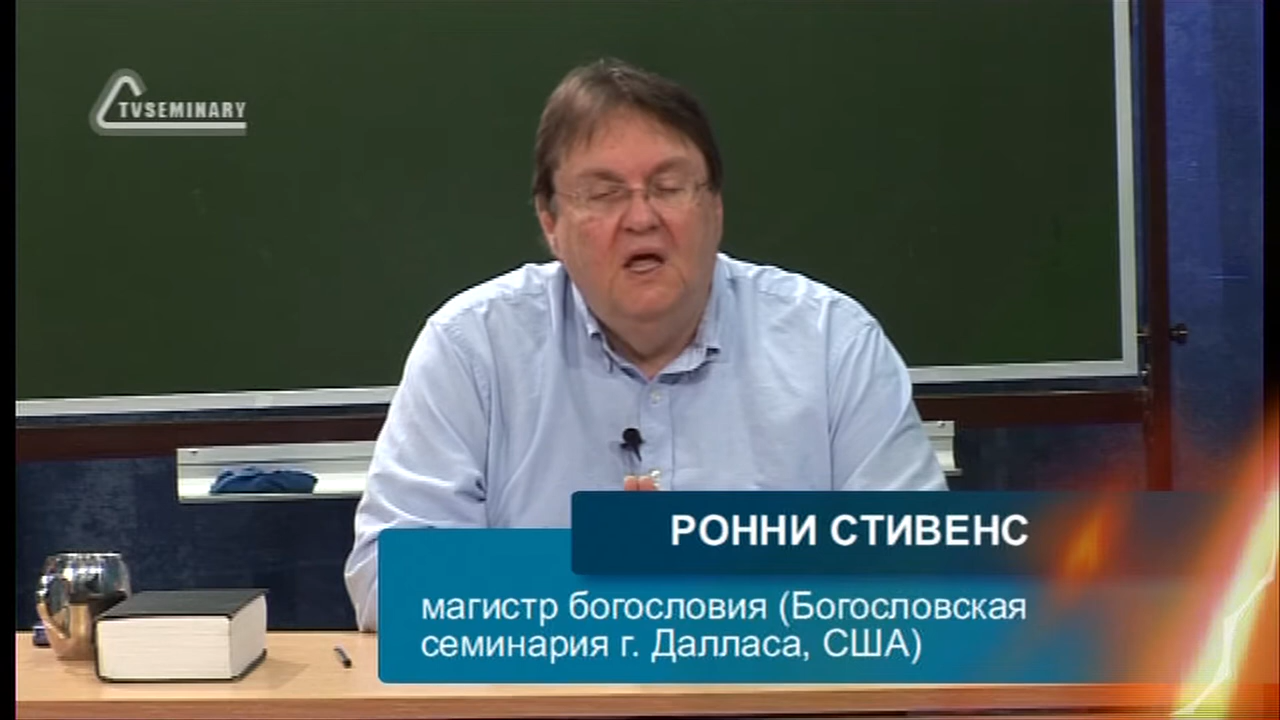 TVSEMINARY
РОННИ СТИВЕНС
магистр богословия (Богословская
семинария г. Далласа, США)